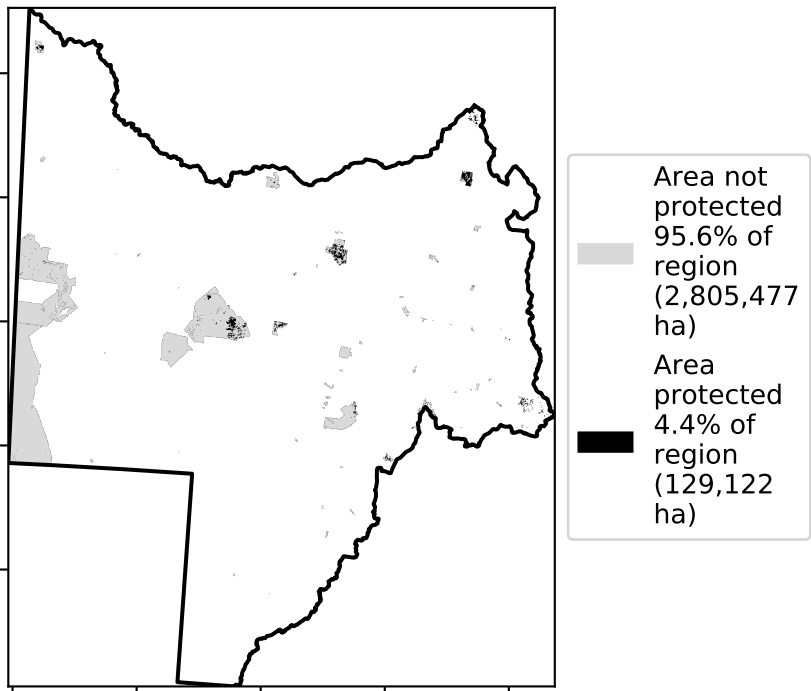 Area not
protected
95.6% of
region
(2,805,477
ha)
Area
protected
4.4% of
region
(129,122
ha)